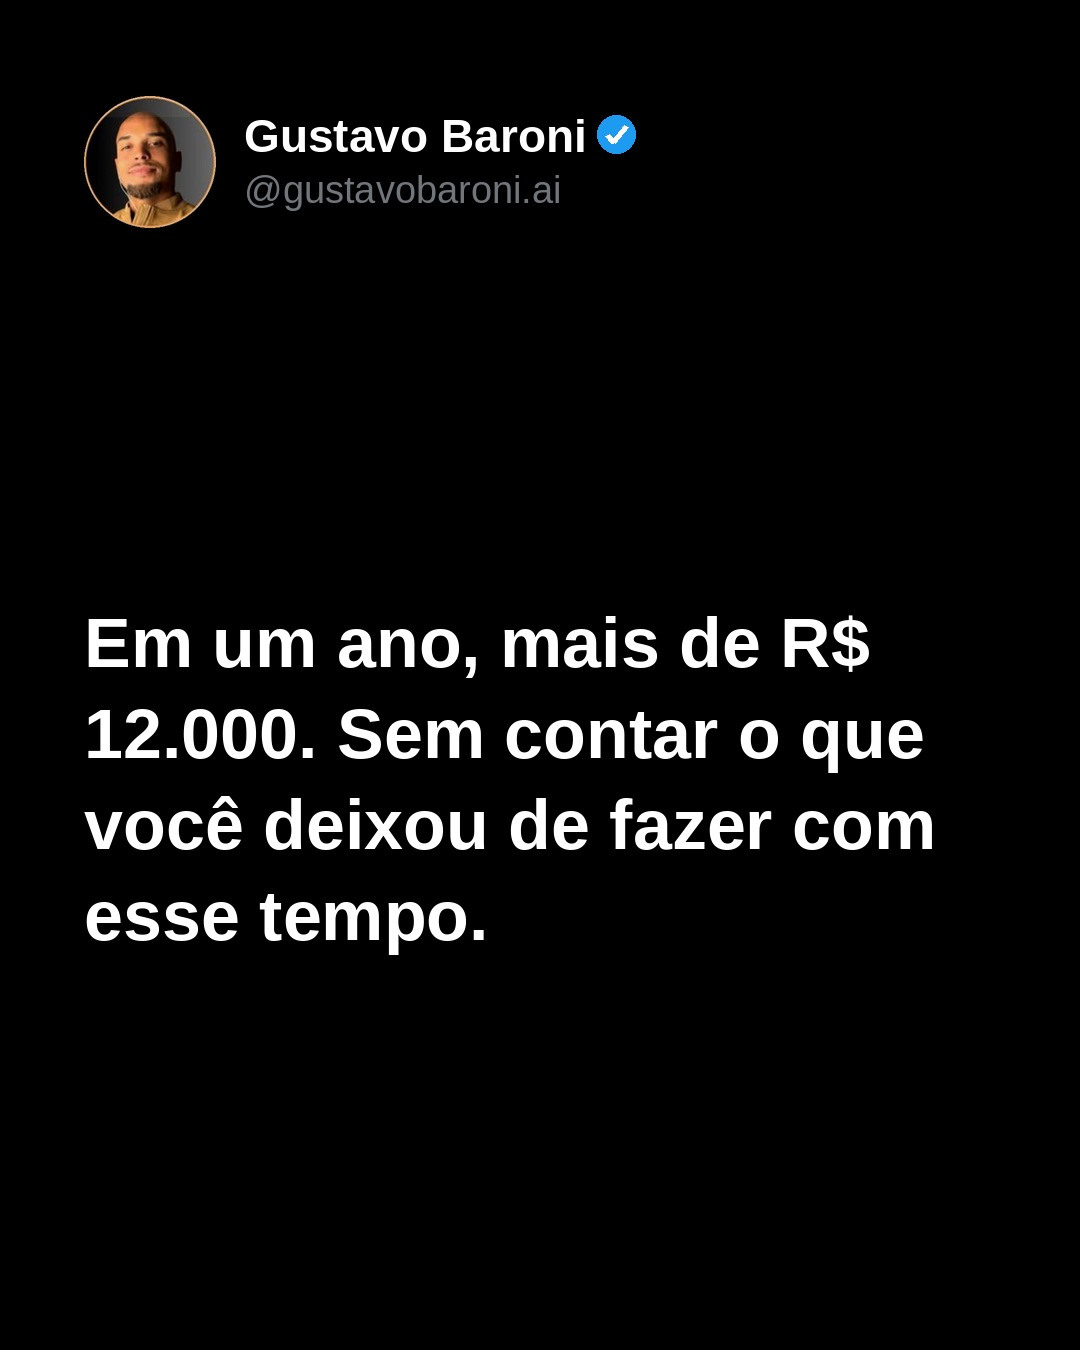 Gustavo Baroni
@gustavobaroni.ai
Em um ano, mais de R$
12.000. Sem contar o que
você deixou de fazer com
esse tempo.